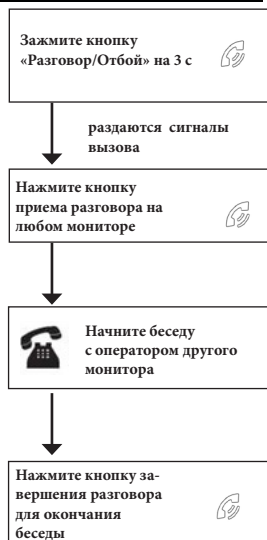 Зажмите кнопку
«Разговор/Отбой» на 3 с
раздаются сигналы
вызова
Нажмите кнопку
приема разговора на
любом мониторе
Начните беседу
с оператором другого
монитора
Нажмите кнопку за-
вершения разговора
для окончания
беседы